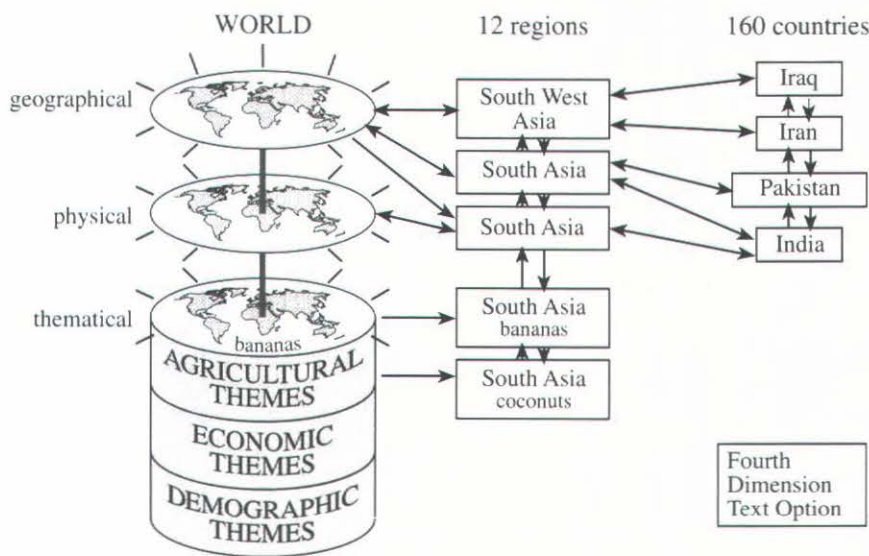 WORLD
12 regions
160 countries
geographical
South West
Asia
Iraq
Iran
South Asia
Pakistan
physical
South Asia
India
thematical
bananas
South Asia
bananas
AGRICULTURAL
THEMES
South Asia
coconuts
ECONOMIC
THEMES
Fourth
Dimension
Text Option
DEMOGRAPHIC
THEMES